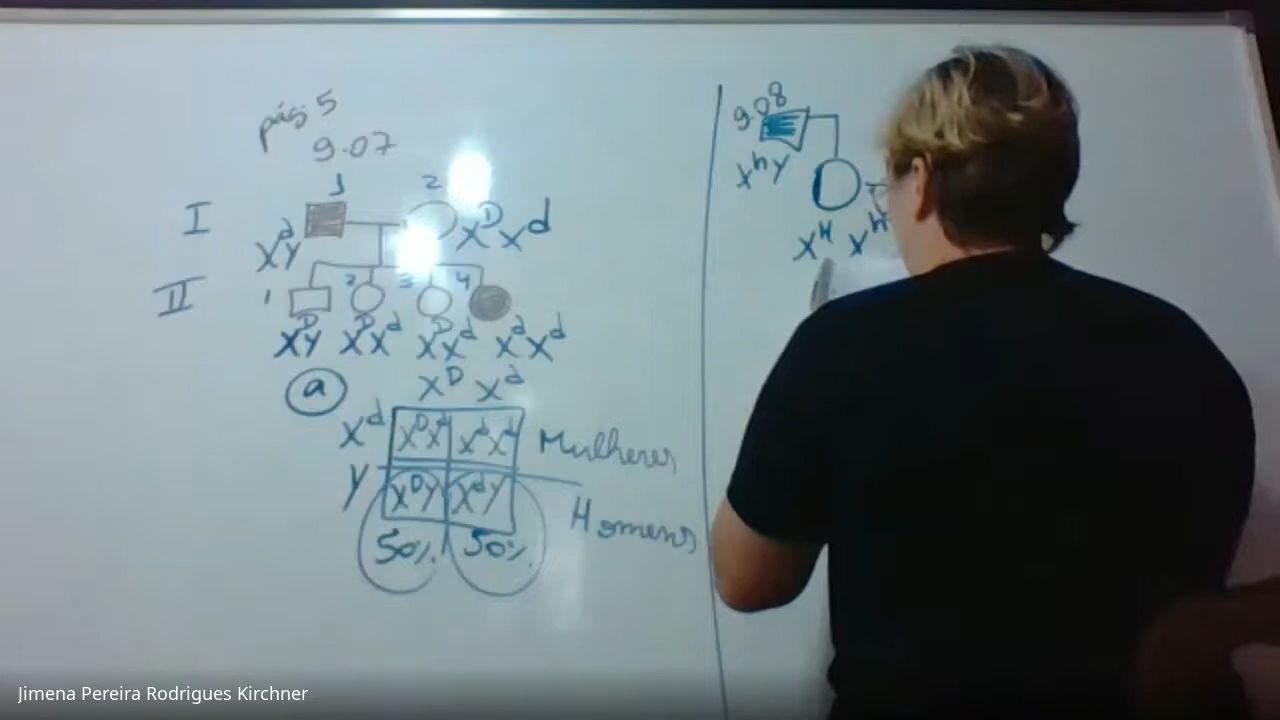 pág 5
9.07
1 2
I
X^d Y X^D X^d
II 1 2 3 4
X^D Y X^D X^d X^D X^d X^d X^d
a
X^D X^d
X^d X^D X^d X^d X^d Mulheres
Y X^D Y X^d Y Homens
50% 50%
9.08
X^h Y
X^H X^h
Jimena Pereira Rodrigues Kirchner